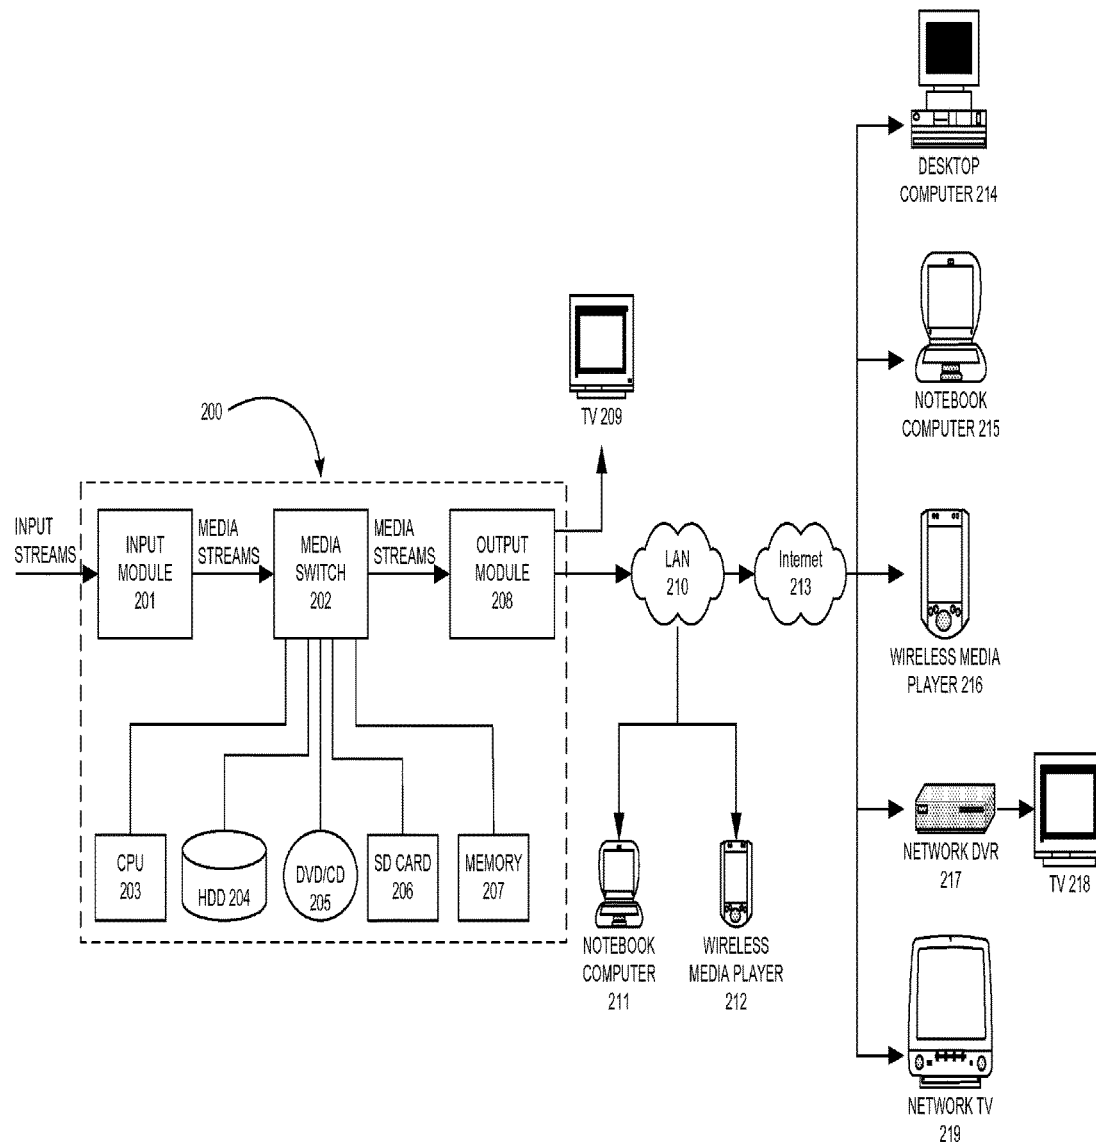 DESKTOP
COMPUTER 214
NOTEBOOK
COMPUTER 215
TV 209
200
INPUT
STREAMS
INPUT
MODULE
201
MEDIA
STREAMS
MEDIA
SWITCH
202
MEDIA
STREAMS
OUTPUT
MODULE
208
LAN
210
Internet
213
WIRELESS MEDIA
PLAYER 216
CPU
203
HDD 204
DVD/CD
205
SD CARD
206
MEMORY
207
NETWORK DVR
217
TV 218
NOTEBOOK
COMPUTER
211
WIRELESS
MEDIA PLAYER
212
NETWORK TV
219